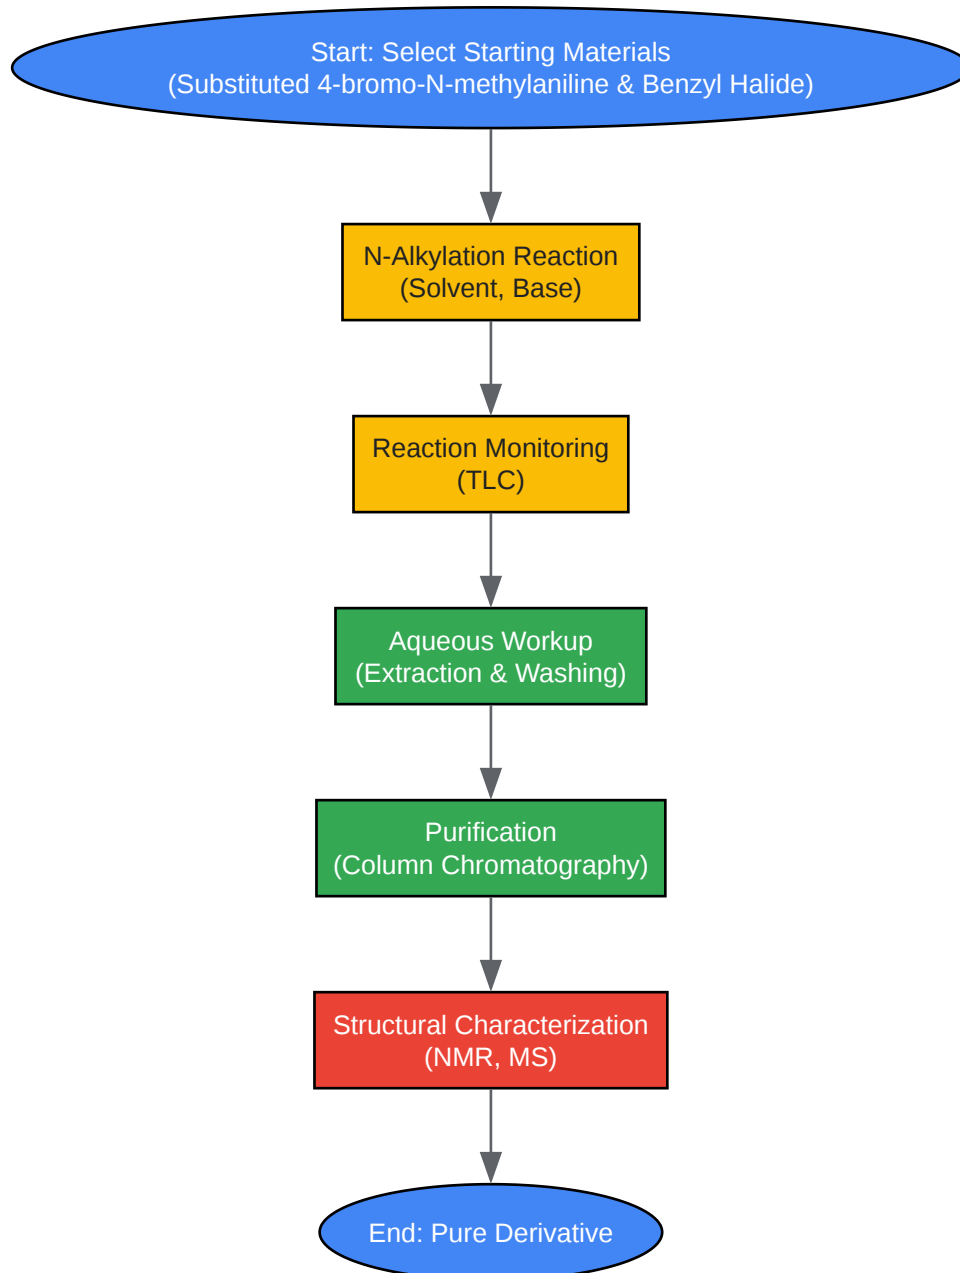 Start: Select Starting Materials
(Substituted 4-bromo-N-methylaniline & Benzyl Halide)
N-Alkylation Reaction
(Solvent, Base)
Reaction Monitoring
(TLC)
Aqueous Workup
(Extraction & Washing)
Purification
(Column Chromatography)
Structural Characterization
(NMR, MS)
End: Pure Derivative